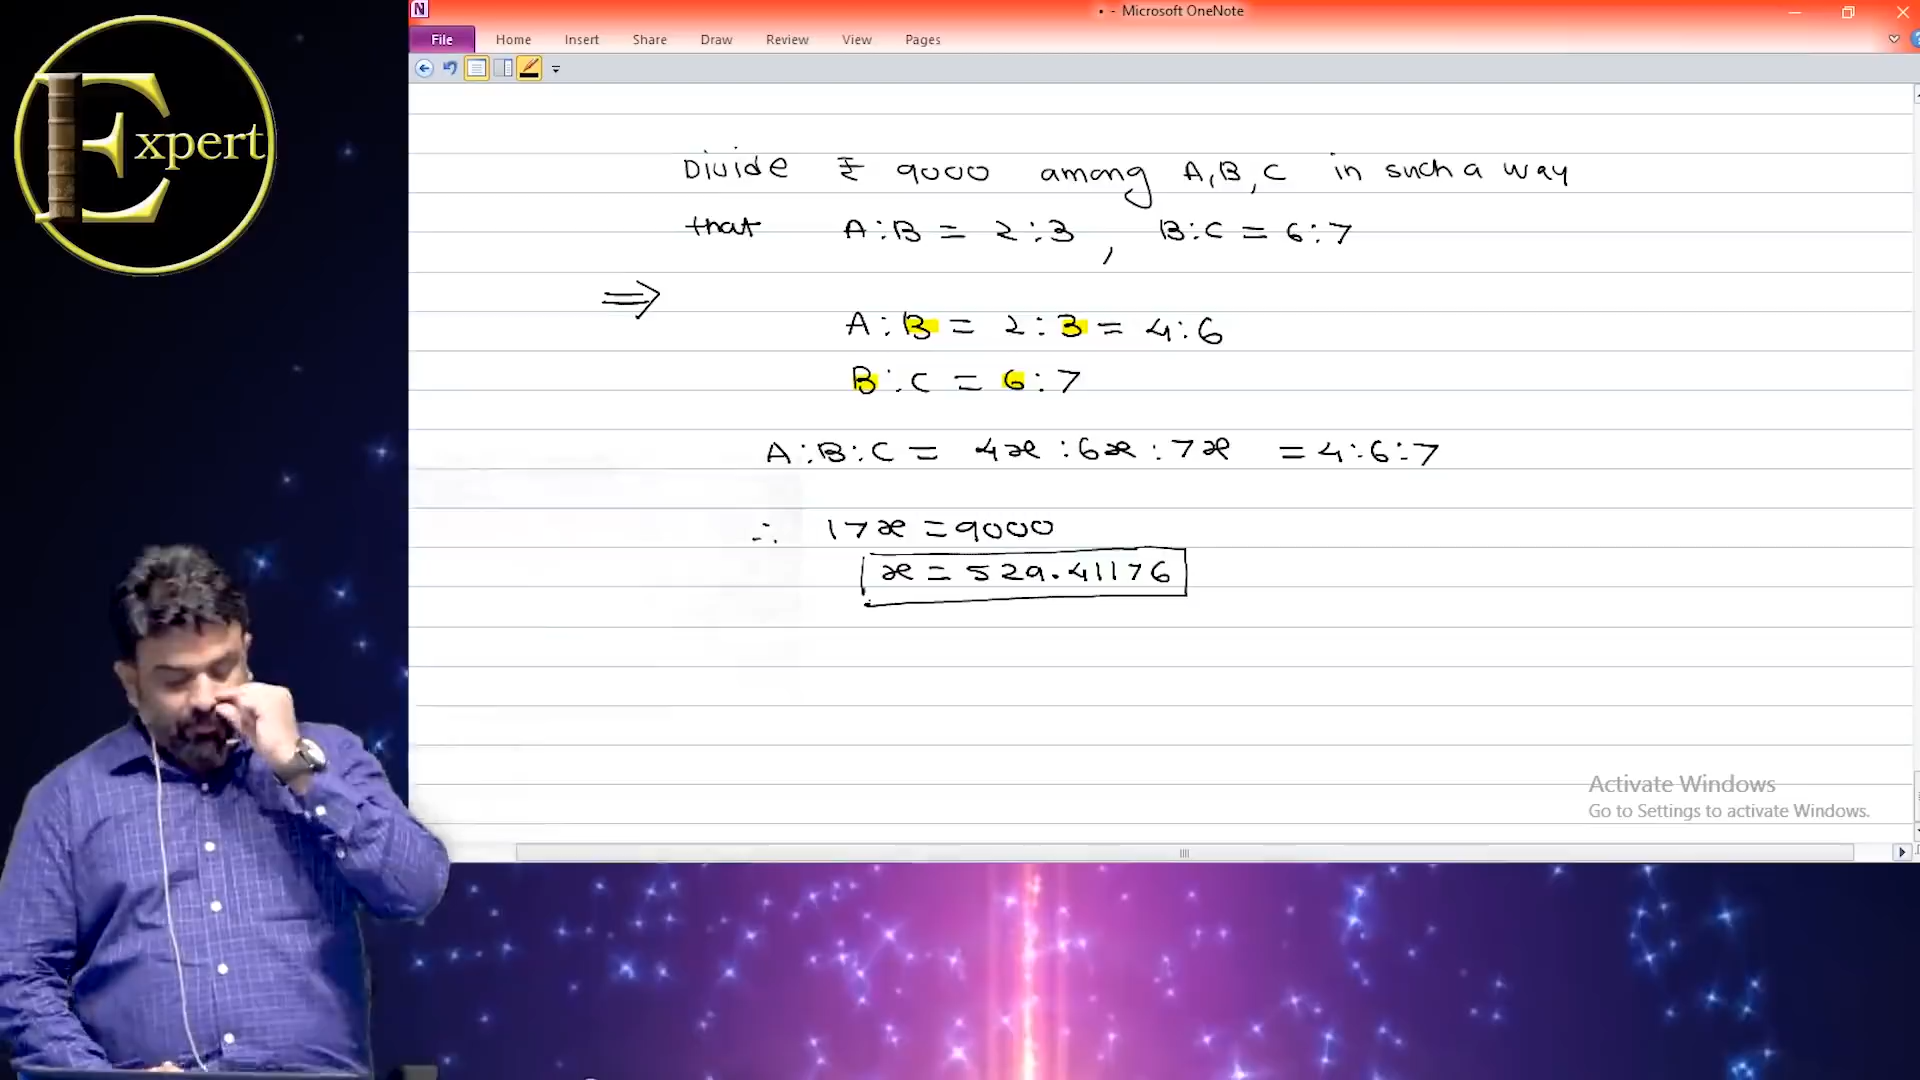 Expert
• - Microsoft OneNote
File Home Insert Share Draw Review View Pages
Divide ₹ 9000 among A, B, C in such a way
that A:B = 2:3, B:C = 6:7
⇒
A:B = 2:3 = 4:6
B:C = 6:7
A:B:C = 4x:6x:7x = 4:6:7
∴ 17x = 9000
x = 529.41176
Activate Windows
Go to Settings to activate Windows.